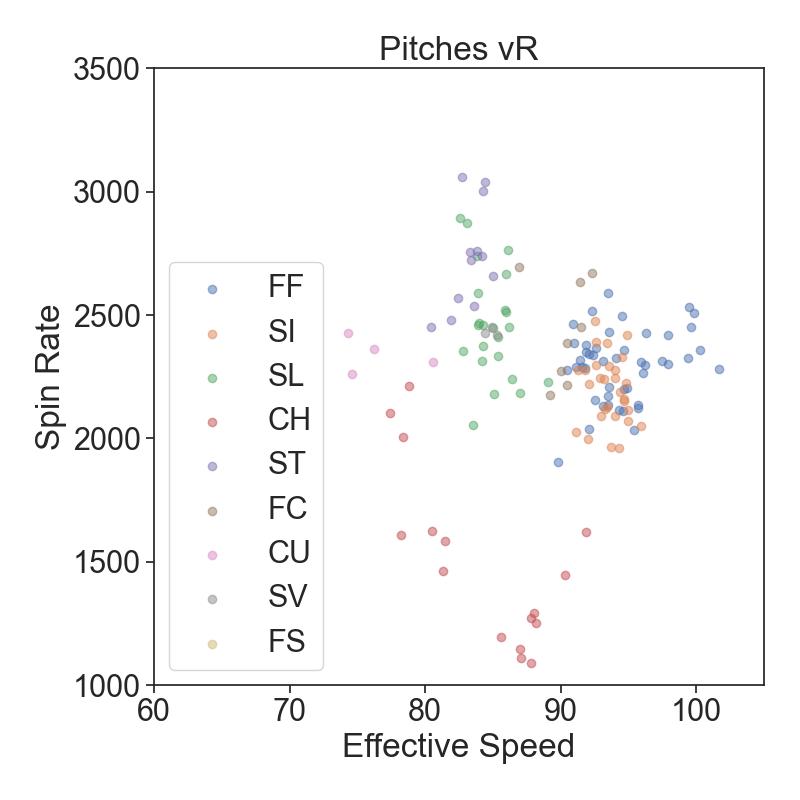 Pitches vR
3500
3000
2500
2000
1500
1000
Spin Rate
FF
SI
SL
CH
ST
FC
CU
SV
FS
60 70 80 90 100
Effective Speed